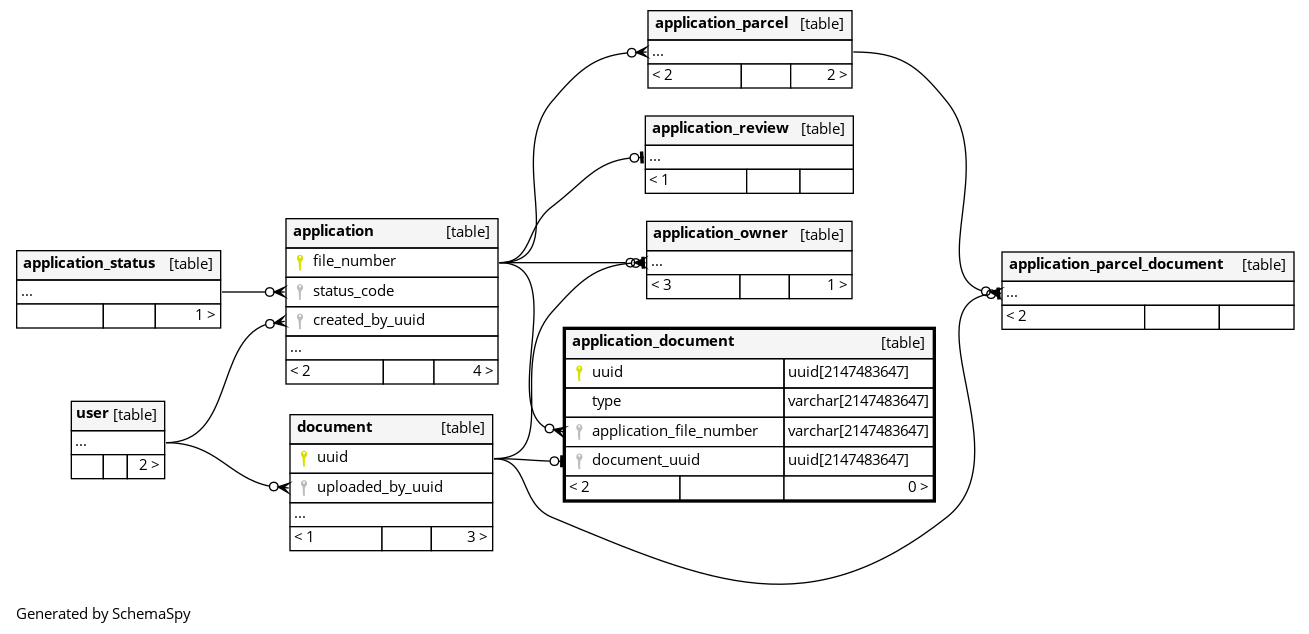 application_parcel [table]
...
< 2 2 >
application_review [table]
...
< 1
application_owner [table]
...
< 3 1 >
application [table]
file_number
status_code
created_by_uuid
...
< 2 4 >
application_status [table]
...
1 >
application_parcel_document [table]
...
< 2
application_document [table]
uuid uuid[2147483647]
type varchar[2147483647]
application_file_number varchar[2147483647]
document_uuid uuid[2147483647]
< 2 0 >
user [table]
...
2 >
document [table]
uuid
uploaded_by_uuid
...
< 1 3 >
Generated by SchemaSpy